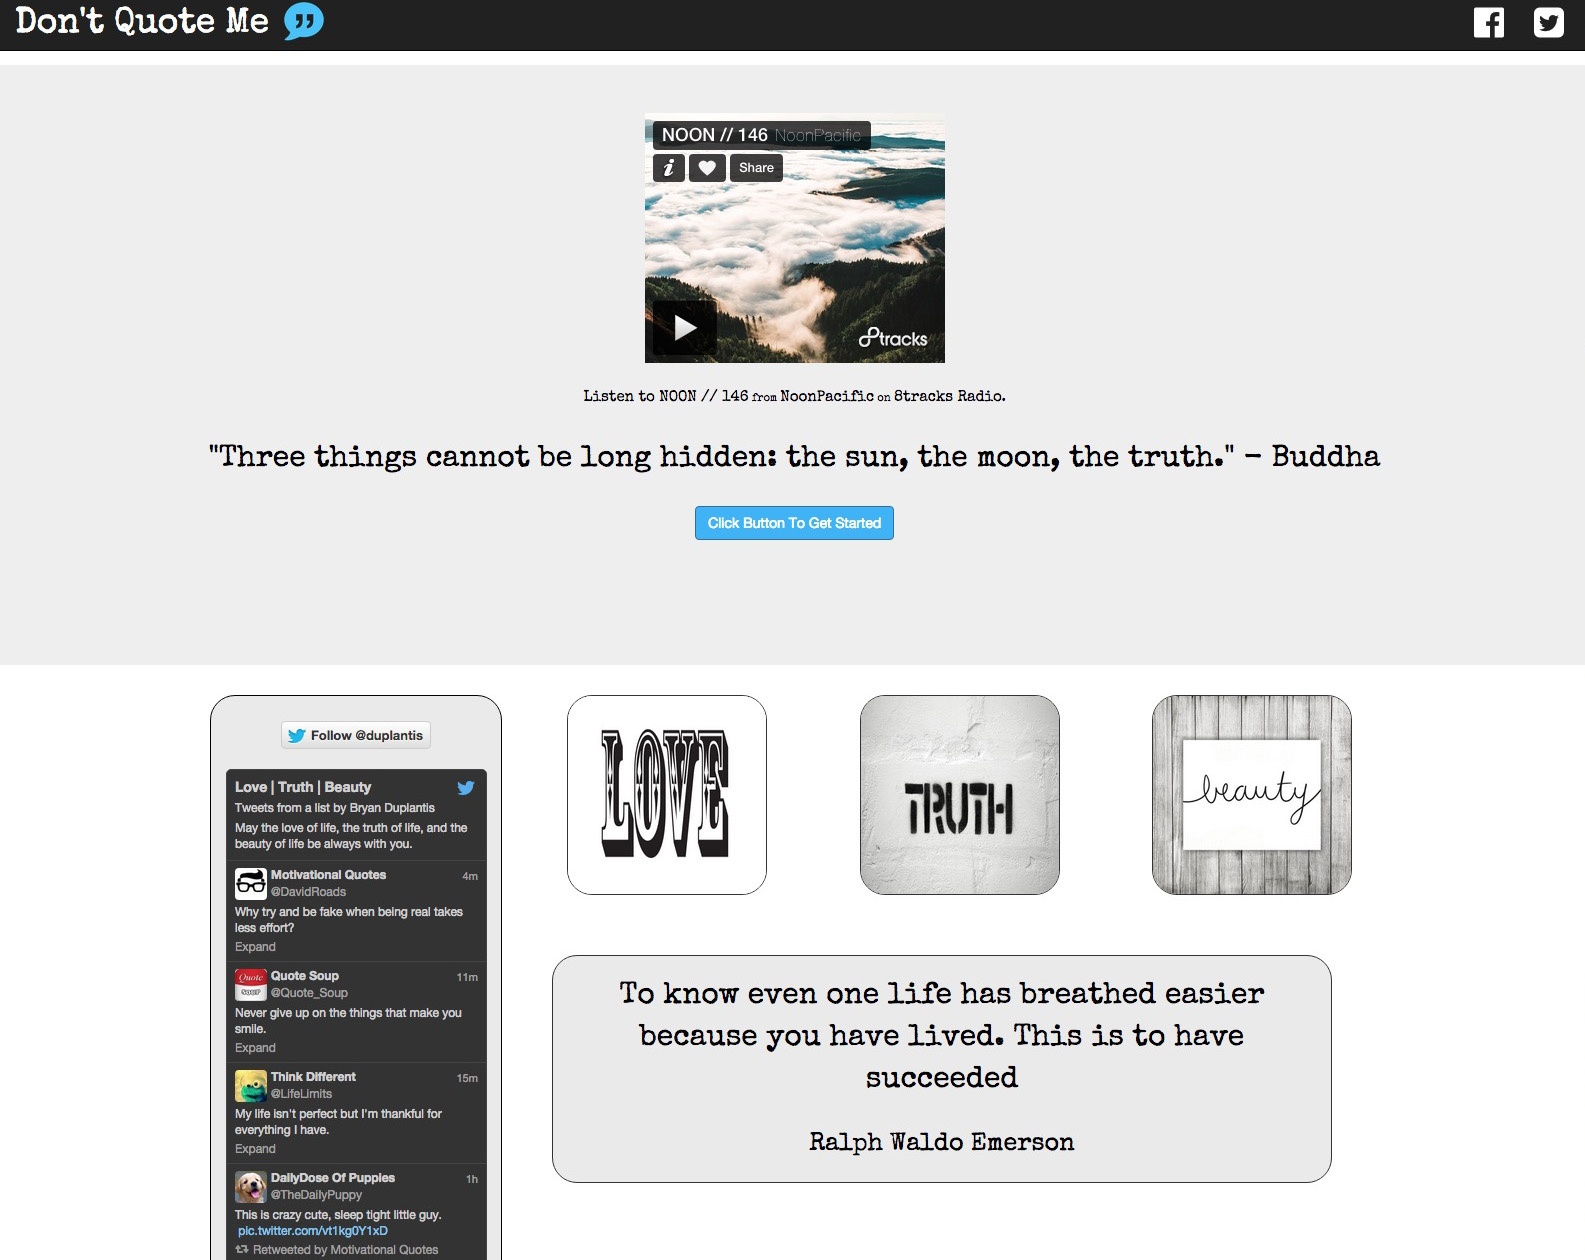 Don't Quote Me
NOON // 146 NoonPacific
i
Share
8tracks
Listen to NOON // 146 from NoonPacific on 8tracks Radio.
"Three things cannot be long hidden: the sun, the moon, the truth." - Buddha
Click Button To Get Started
Follow @duplantis
Love | Truth | Beauty
Tweets from a list by Bryan Duplantis
May the love of life, the truth of life, and the
beauty of life be always with you.
Motivational Quotes 4m
@DavidRoads
Why try and be fake when being real takes
less effort?
Expand
Quote
SOUP
Quote Soup 11m
@Quote_Soup
Never give up on the things that make you
smile.
Expand
Think Different 15m
@LifeLimits
My life isn't perfect but I'm thankful for
everything I have.
Expand
DailyDose Of Puppies 1h
@TheDailyPuppy
This is crazy cute, sleep tight little guy.
pic.twitter.com/vt1kg0Y1xD
Retweeted by Motivational Quotes
LOVE
TRUTH
beauty
To know even one life has breathed easier
because you have lived. This is to have
succeeded
Ralph Waldo Emerson